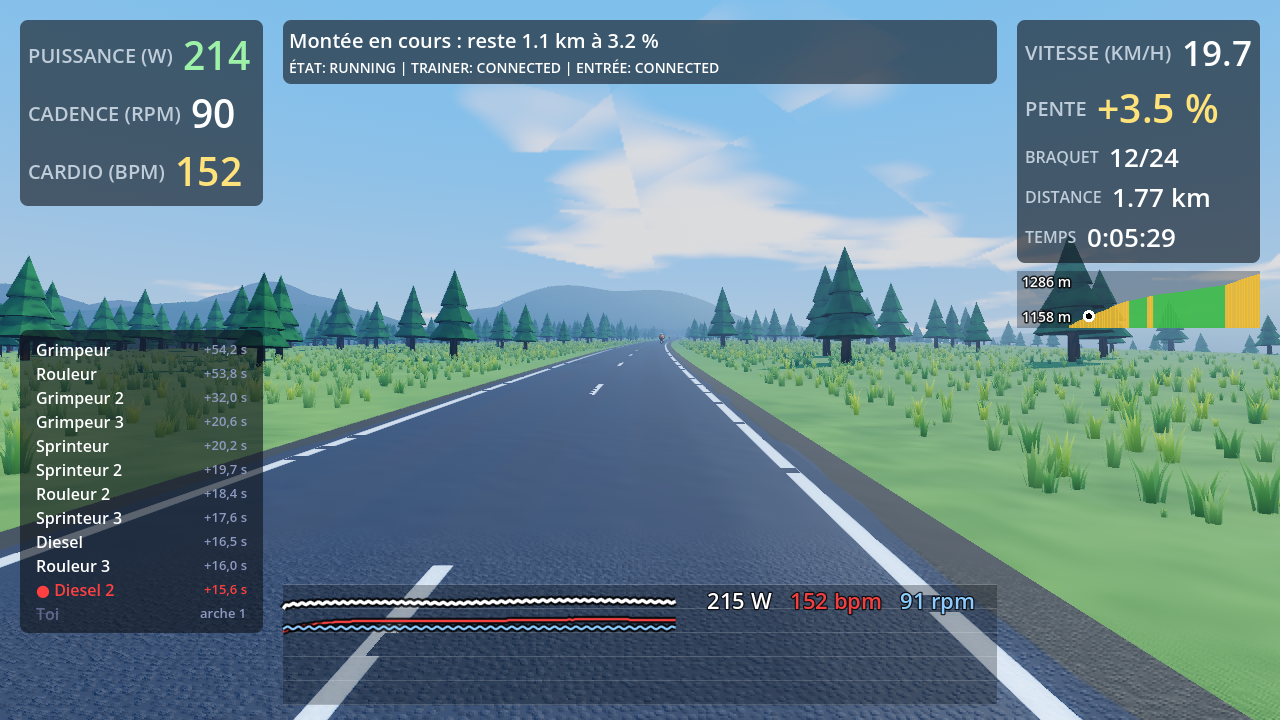 PUISSANCE (W) 214
CADENCE (RPM) 90
CARDIO (BPM) 152
Montée en cours : reste 1.1 km à 3.2 %
ÉTAT: RUNNING | TRAINER: CONNECTED | ENTRÉE: CONNECTED
VITESSE (KM/H) 19.7
PENTE +3.5 %
BRAQUET 12/24
DISTANCE 1.77 km
TEMPS 0:05:29
1286 m
1158 m
Grimpeur +54,2 s
Rouleur +53,8 s
Grimpeur 2 +32,0 s
Grimpeur 3 +20,6 s
Sprinteur +20,2 s
Sprinteur 2 +19,7 s
Rouleur 2 +18,4 s
Sprinteur 3 +17,6 s
Diesel +16,5 s
Rouleur 3 +16,0 s
Diesel 2 +15,6 s
Toi arche 1
215 W 152 bpm 91 rpm